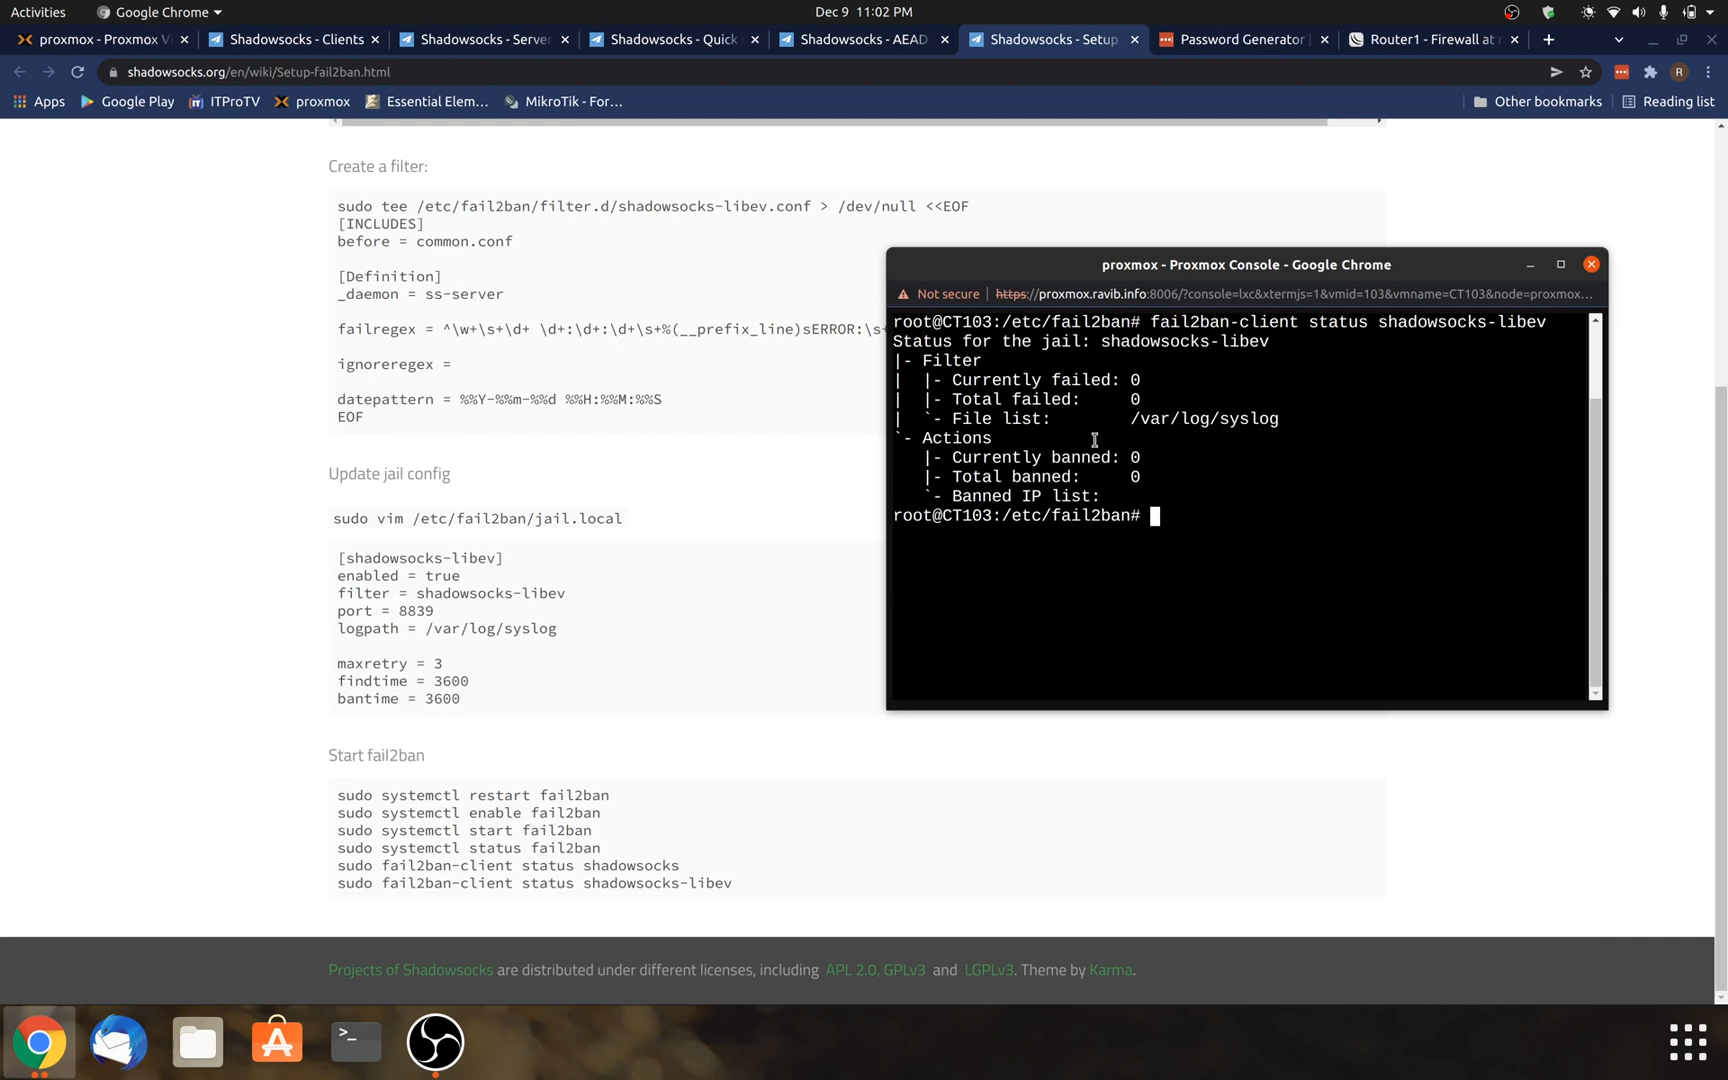 Activities
Google Chrome
Dec 9 11:02 PM
proxmox - Proxmox V
Shadowsocks - Clients
Shadowsocks - Server
Shadowsocks - Quick
Shadowsocks - AEAD
Shadowsocks - Setup
Password Generator
Router1 - Firewall at
shadowsocks.org/en/wiki/Setup-fail2ban.html
R
Apps
Google Play
ITProTV
proxmox
Essential Elem...
MikroTik - For...
Other bookmarks
Reading list
Create a filter:
sudo tee /etc/fail2ban/filter.d/shadowsocks-libev.conf > /dev/null <<EOF
[INCLUDES]
before = common.conf
[Definition]
_daemon = ss-server
failregex = ^\w+\s+\d+ \d+:\d+:\d+\s+%(__prefix_line)sERROR:\s+
ignoreregex =
datepattern = %%Y-%%m-%%d %%H:%%M:%%S
EOF
Update jail config
sudo vim /etc/fail2ban/jail.local
[shadowsocks-libev]
enabled = true
filter = shadowsocks-libev
port = 8839
logpath = /var/log/syslog
maxretry = 3
findtime = 3600
bantime = 3600
Start fail2ban
sudo systemctl restart fail2ban
sudo systemctl enable fail2ban
sudo systemctl start fail2ban
sudo systemctl status fail2ban
sudo fail2ban-client status shadowsocks
sudo fail2ban-client status shadowsocks-libev
Projects of Shadowsocks are distributed under different licenses, including APL 2.0, GPLv3 and LGPLv3. Theme by Karma.
proxmox - Proxmox Console - Google Chrome
Not secure | https://proxmox.ravib.info:8006/?console=lxc&xtermjs=1&vmid=103&vmname=CT103&node=proxmox...
root@CT103:/etc/fail2ban# fail2ban-client status shadowsocks-libev
Status for the jail: shadowsocks-libev
|- Filter
|  |- Currently failed: 0
|  |- Total failed:     0
|  `- File list:        /var/log/syslog
`- Actions
   |- Currently banned: 0
   |- Total banned:     0
   `- Banned IP list:
root@CT103:/etc/fail2ban#